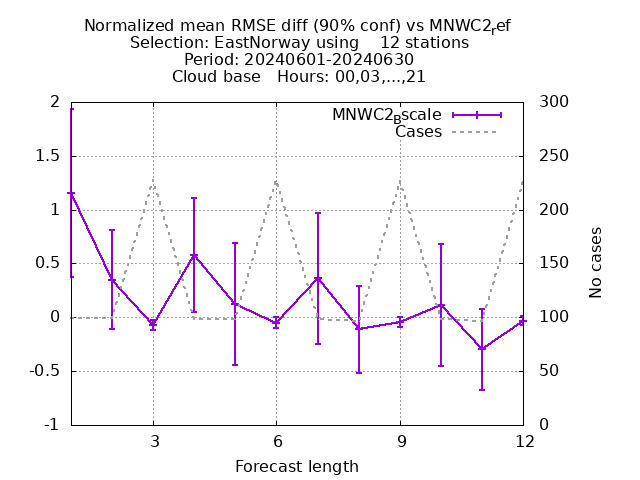 Normalized mean RMSE diff (90% conf) vs MNWC2_ref
Selection: EastNorway using    12 stations
Period: 20240601-20240630
Cloud base   Hours: 00,03,...,21
MNWC2_Bscale
Cases
2
1.5
1
0.5
0
-0.5
-1
300
250
200
150
100
50
0
No cases
3
6
9
12
Forecast length